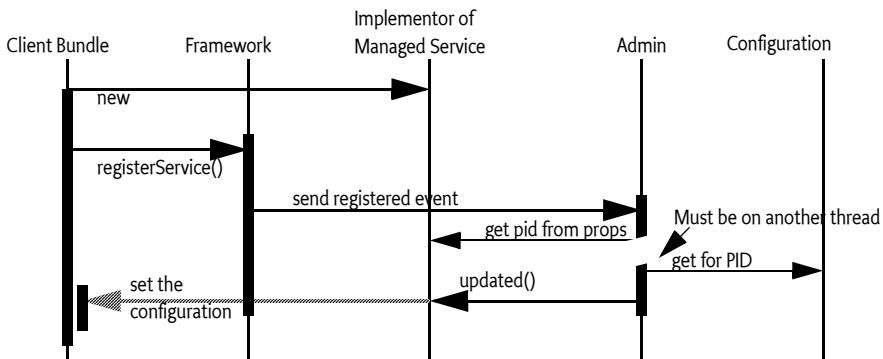 Implementor of
Client Bundle
Framework
Managed Service
Admin
Configuration
new
registerService()
send registered event
Must be on another thread
get pid from props
get for PID
updated()
set the
configuration